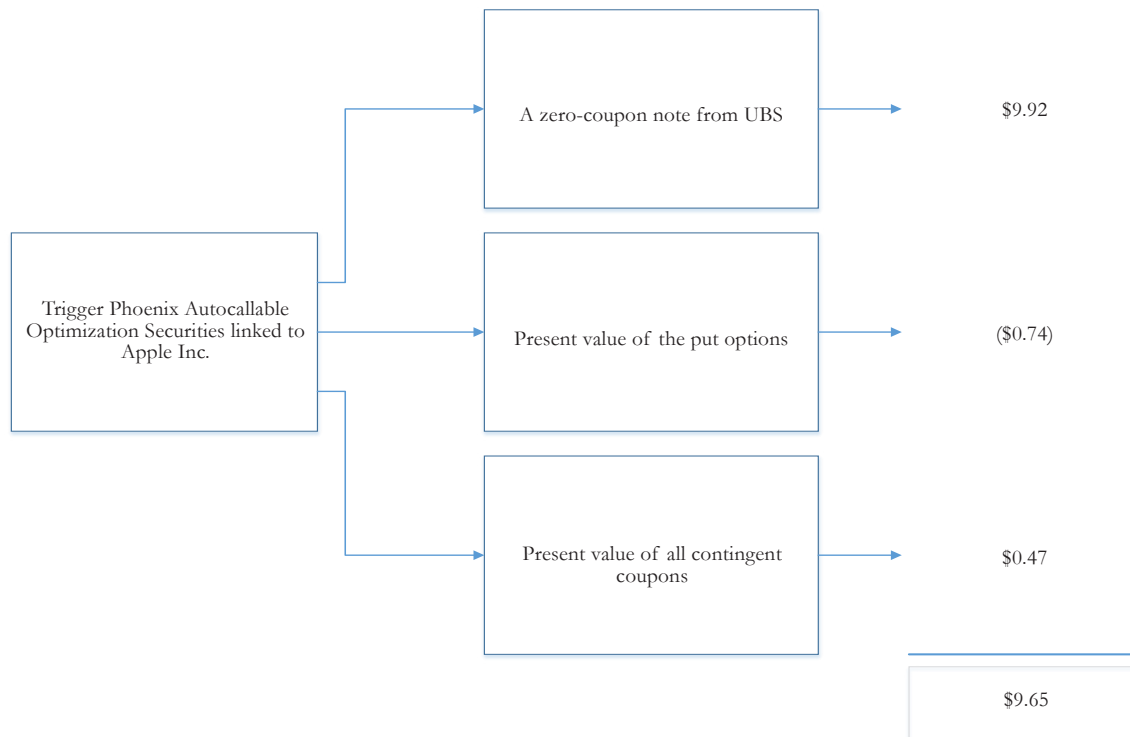 A zero-coupon note from UBS
$9.92
Trigger Phoenix Autocallable
Optimization Securities linked to
Apple Inc.
Present value of the put options
($0.74)
Present value of all contingent
coupons
$0.47
$9.65